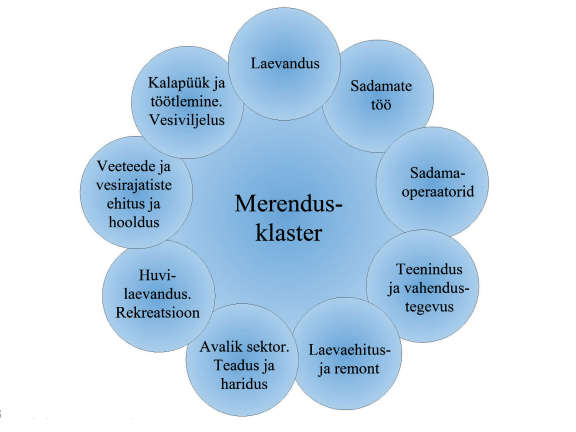 Laevandus
Sadamate
töö
Sadama-
operaatorid
Teenindus
ja vahendus-
tegevus
Laevaehitus-
ja remont
Avalik sektor.
Teadus ja
haridus
Huvi-
laevandus.
Rekreatsioon
Veeteede ja
vesirajatiste
ehitus ja
hooldus
Kalapüük ja
töötlemine.
Vesiviljelus
Merendus-
klaster